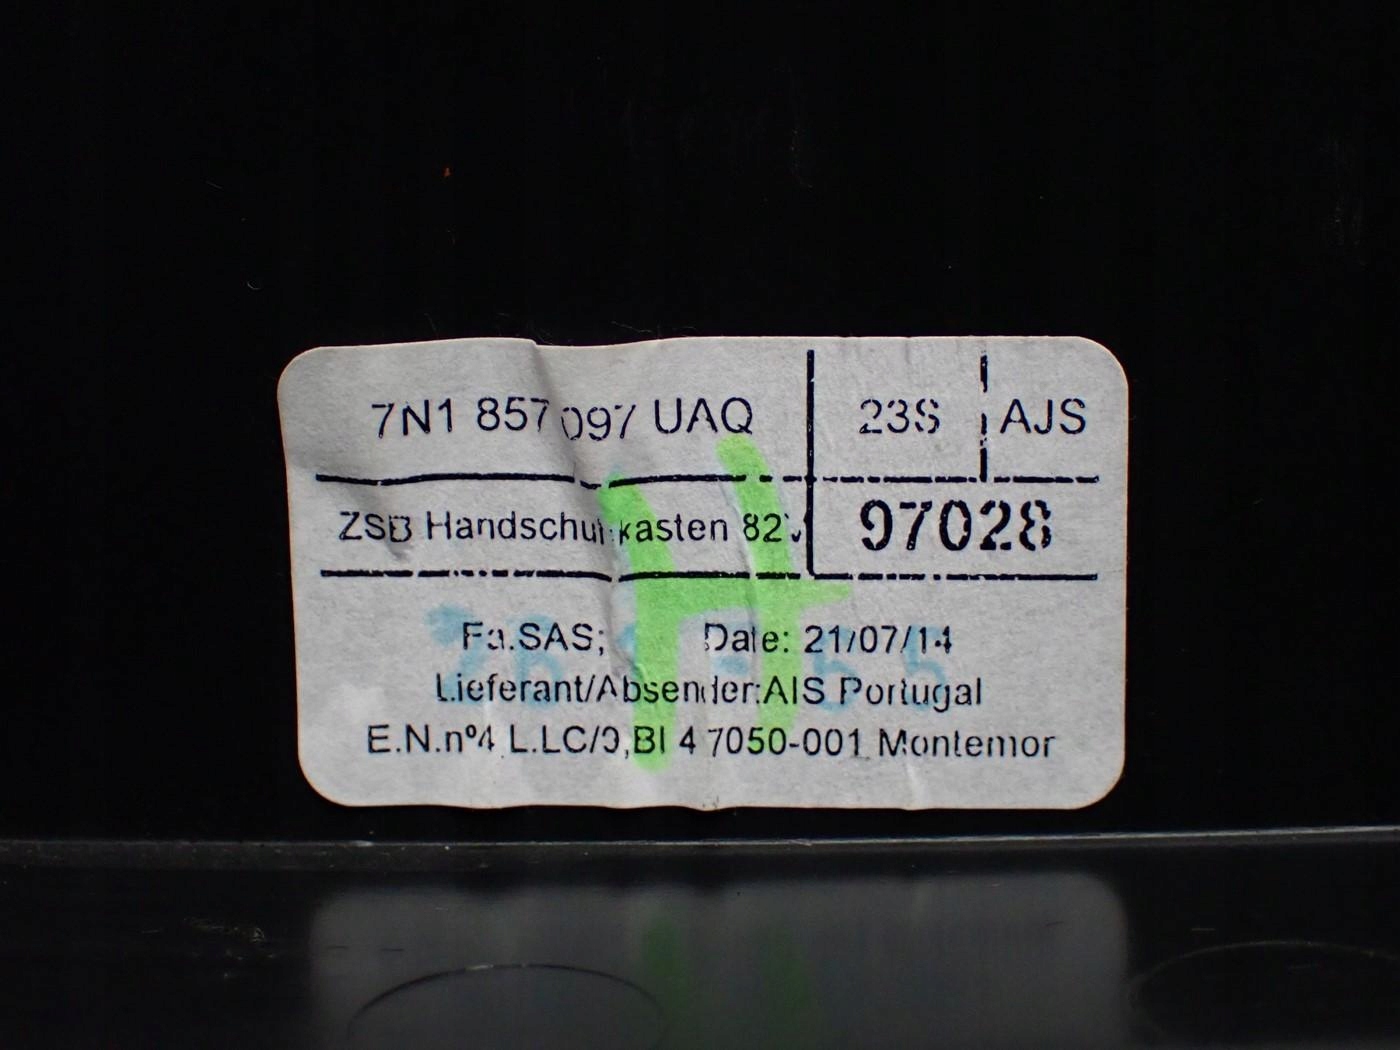 7N1 857 097 UAQ 23S AJS
ZSB Handschuhkasten 97028
Fa.SAS; Date: 21/07/14
Lieferant/Absender:AIS Portugal
E.N.nº4 L.LC/3,BI 4 7050-001 Montemor
H